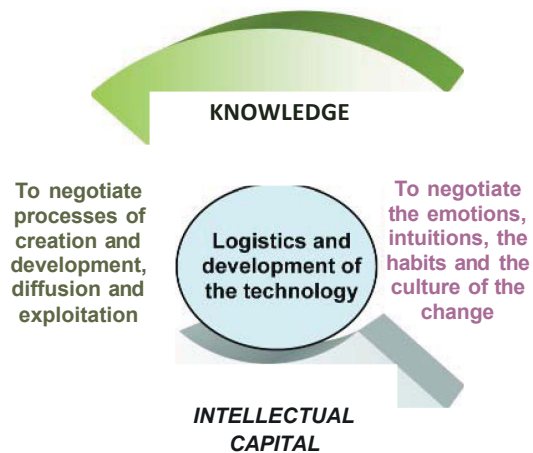 KNOWLEDGE
To negotiate
processes of
creation and
development,
diffusion and
exploitation
Logistics and
development of
the technology
To negotiate
the emotions,
intuitions, the
habits and the
culture of the
change
INTELLECTUAL
CAPITAL